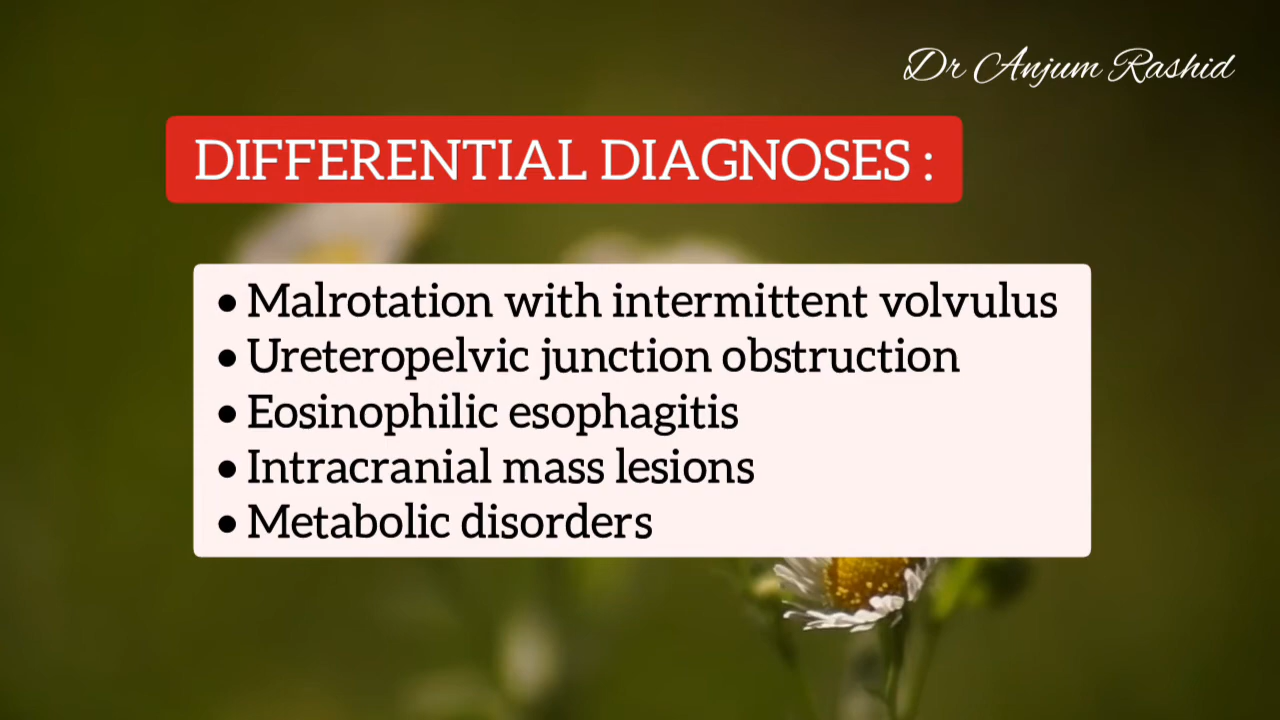 Dr Anjum Rashid
DIFFERENTIAL DIAGNOSES :
• Malrotation with intermittent volvulus
• Ureteropelvic junction obstruction
• Eosinophilic esophagitis
• Intracranial mass lesions
• Metabolic disorders